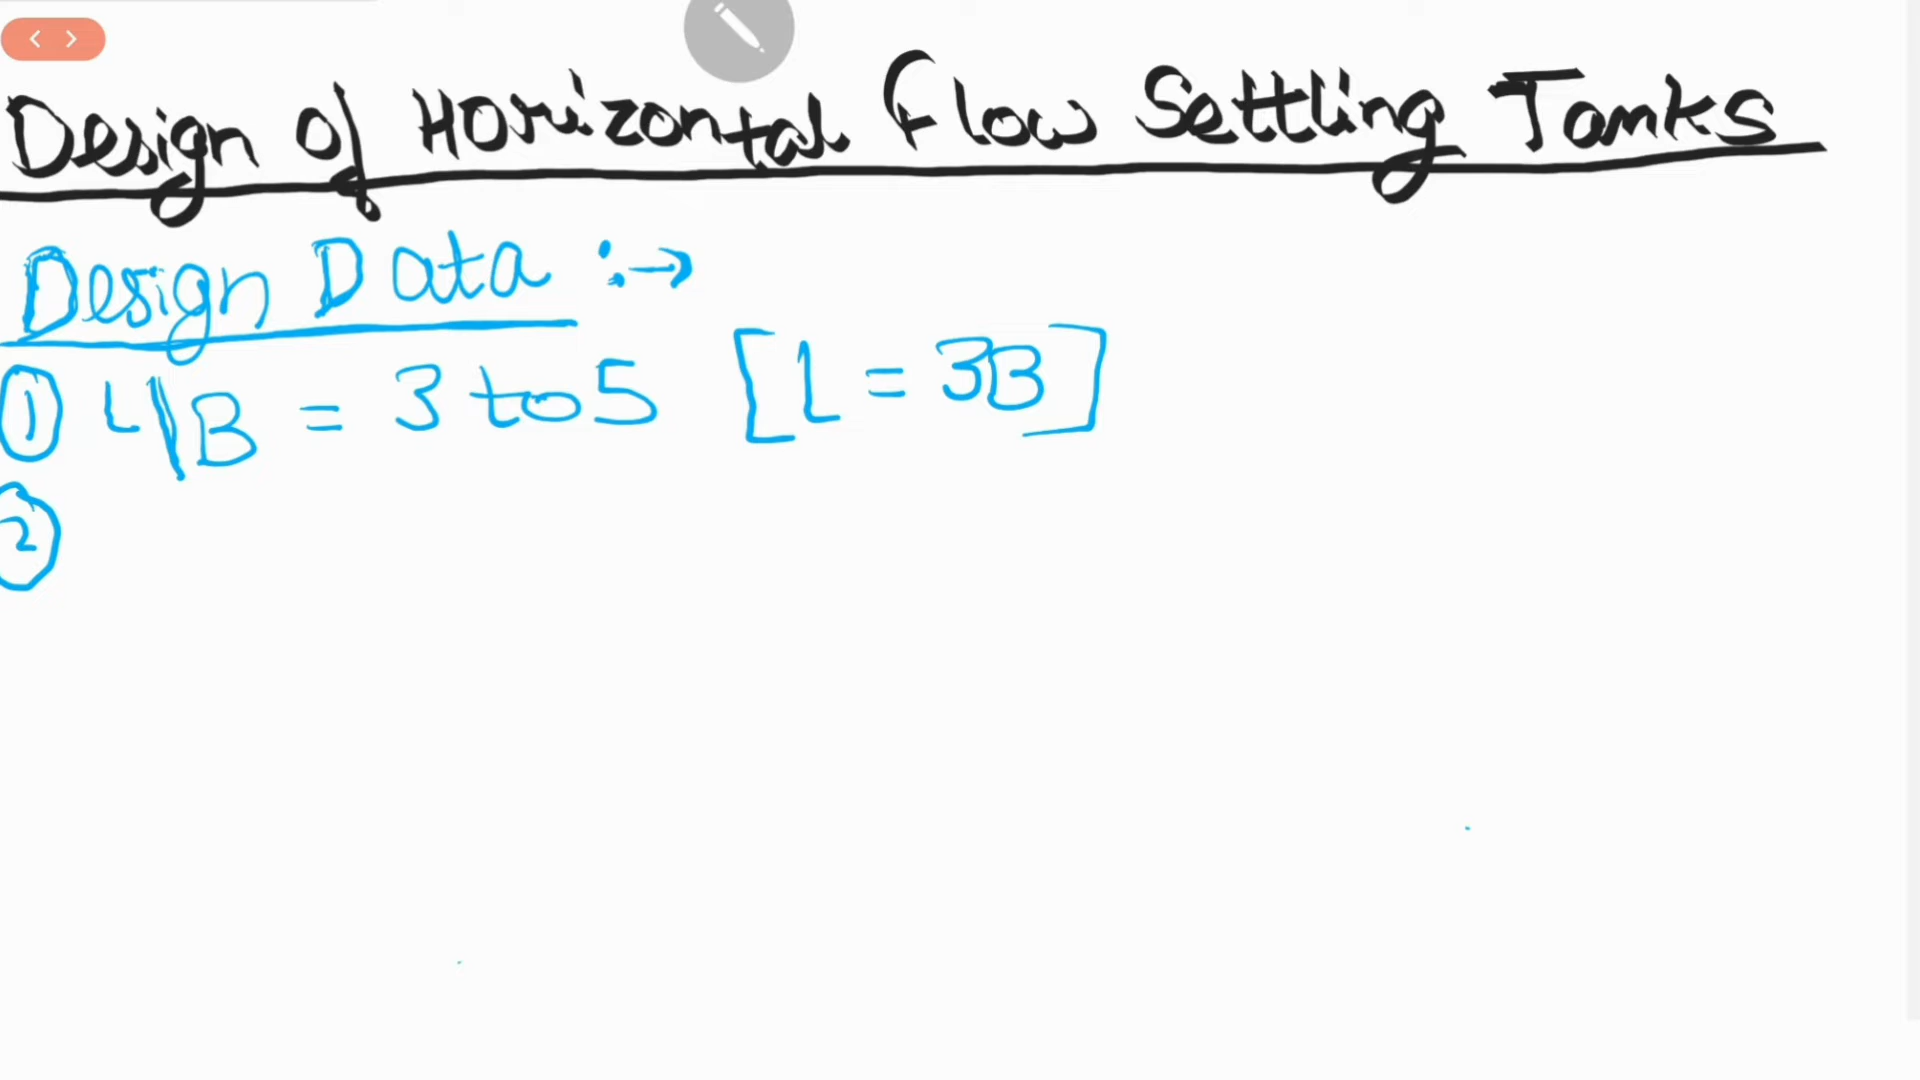 Design of Horizontal Flow Settling Tanks
Design Data :→
① L/B = 3 to 5 [L = 3B]
②